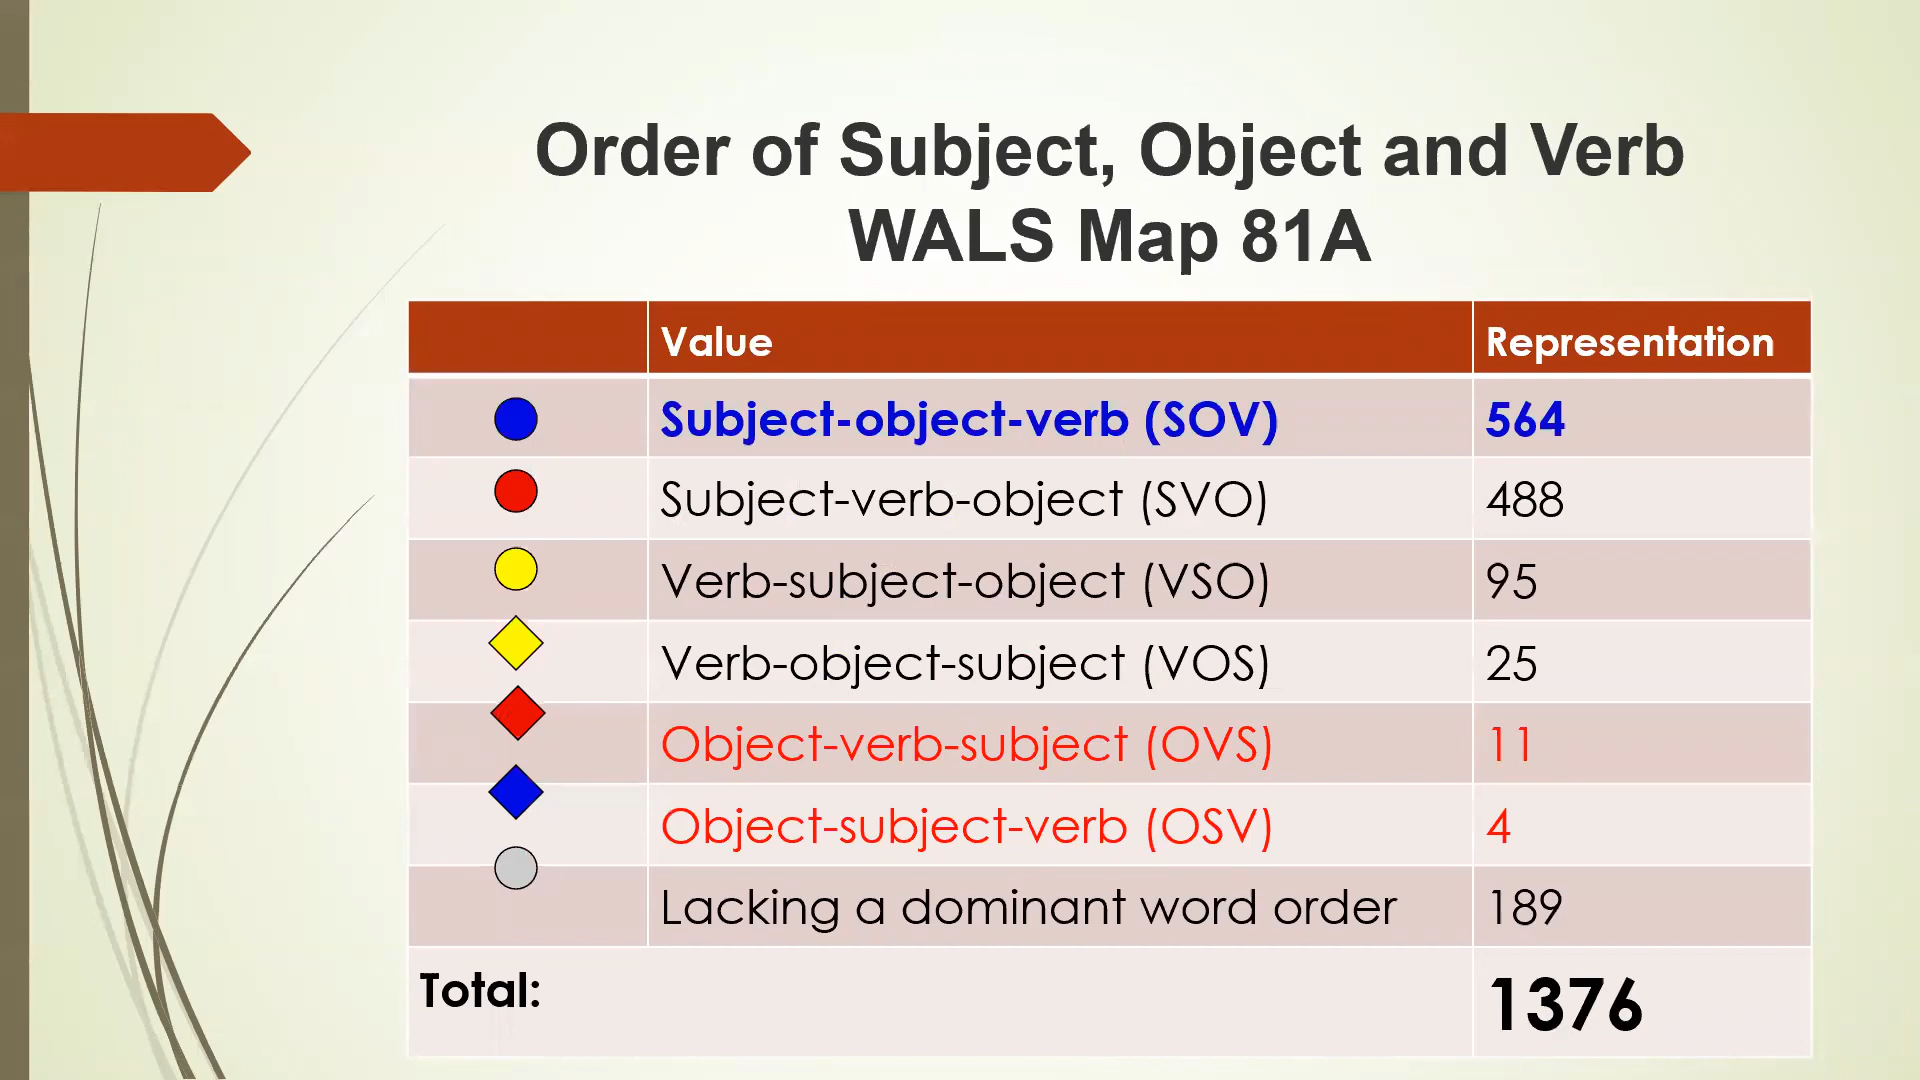 Order of Subject, Object and Verb
WALS Map 81A
Value Representation
Subject-object-verb (SOV) 564
Subject-verb-object (SVO) 488
Verb-subject-object (VSO) 95
Verb-object-subject (VOS) 25
Object-verb-subject (OVS) 11
Object-subject-verb (OSV) 4
Lacking a dominant word order 189
Total: 1376